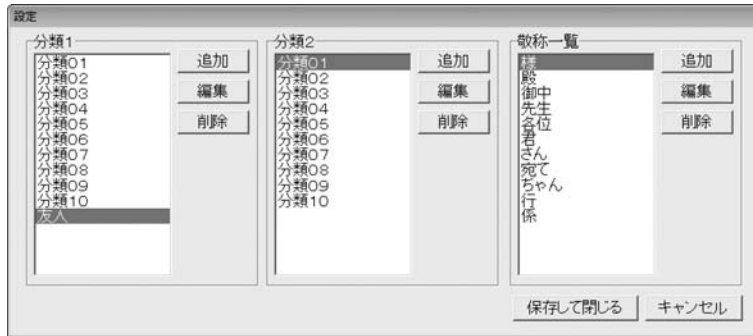 設定
分類1
分類01
分類02
分類03
分類04
分類05
分類06
分類07
分類08
分類09
分類10
友人
追加
編集
削除
分類2
分類01
分類02
分類03
分類04
分類05
分類06
分類07
分類08
分類09
分類10
追加
編集
削除
敬称一覧
様
殿
御中
先生
各位
君
さん
宛て
ちゃん
行
係
追加
編集
削除
保存して閉じる
キャンセル